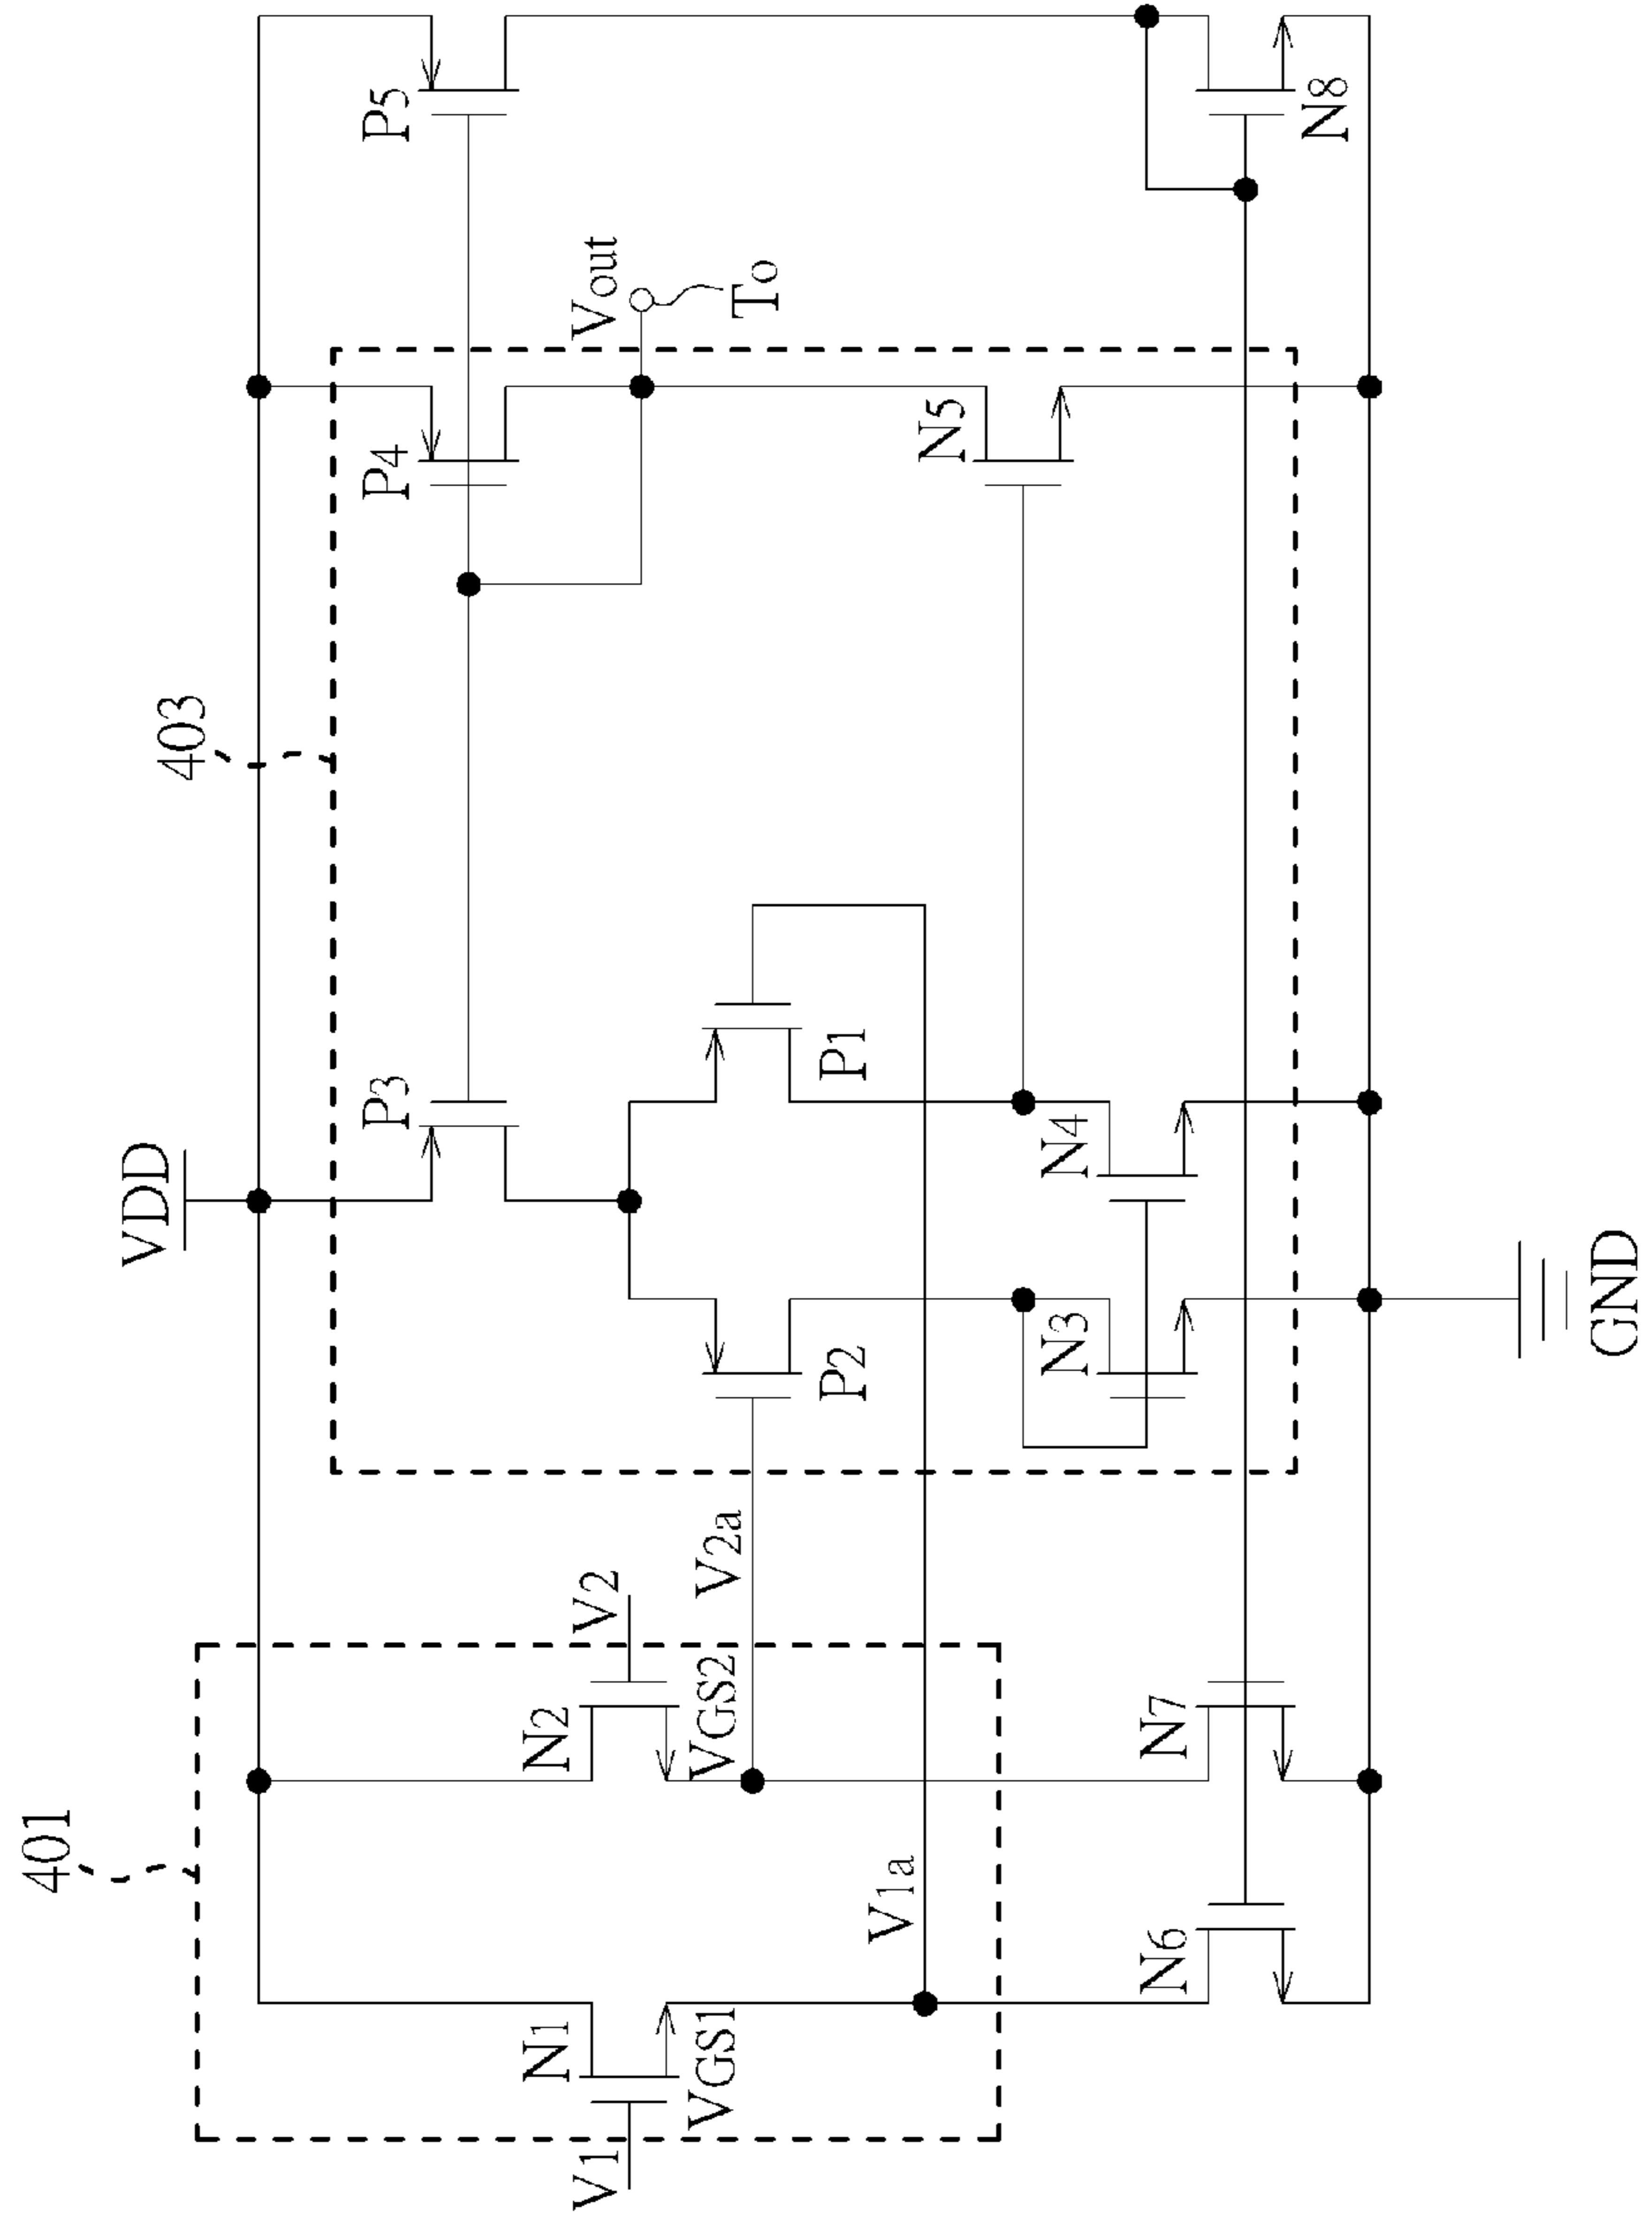 401
VDD
403
V1
N1
VGS1
N2
V2
VGS2
V2a
V1a
P3
P4
P5
P2
P1
Vout
To
N3
N4
N5
N6
N7
N8
GND